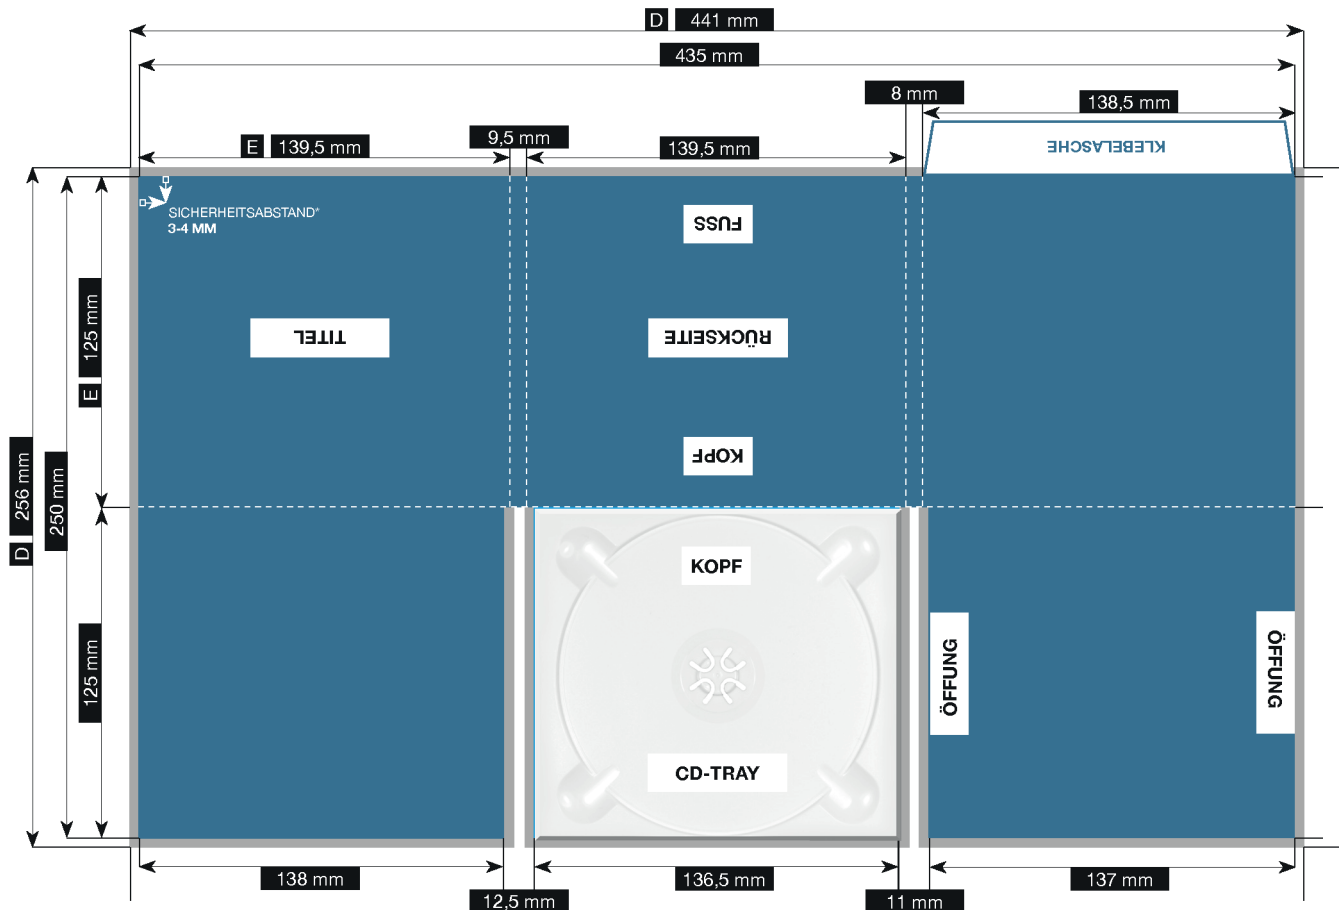 D 441 mm
435 mm
8 mm
138,5 mm
9,5 mm
E 139,5 mm
139,5 mm
KLEBELASCHE
SICHERHEITSABSTAND*
3-4 MM
FUSS
TITEL
RÜCKSEITE
KOPF
E 125 mm
D 256 mm
250 mm
125 mm
KOPF
ÖFFUNG
ÖFFUNG
CD-TRAY
138 mm
136,5 mm
137 mm
12,5 mm
11 mm